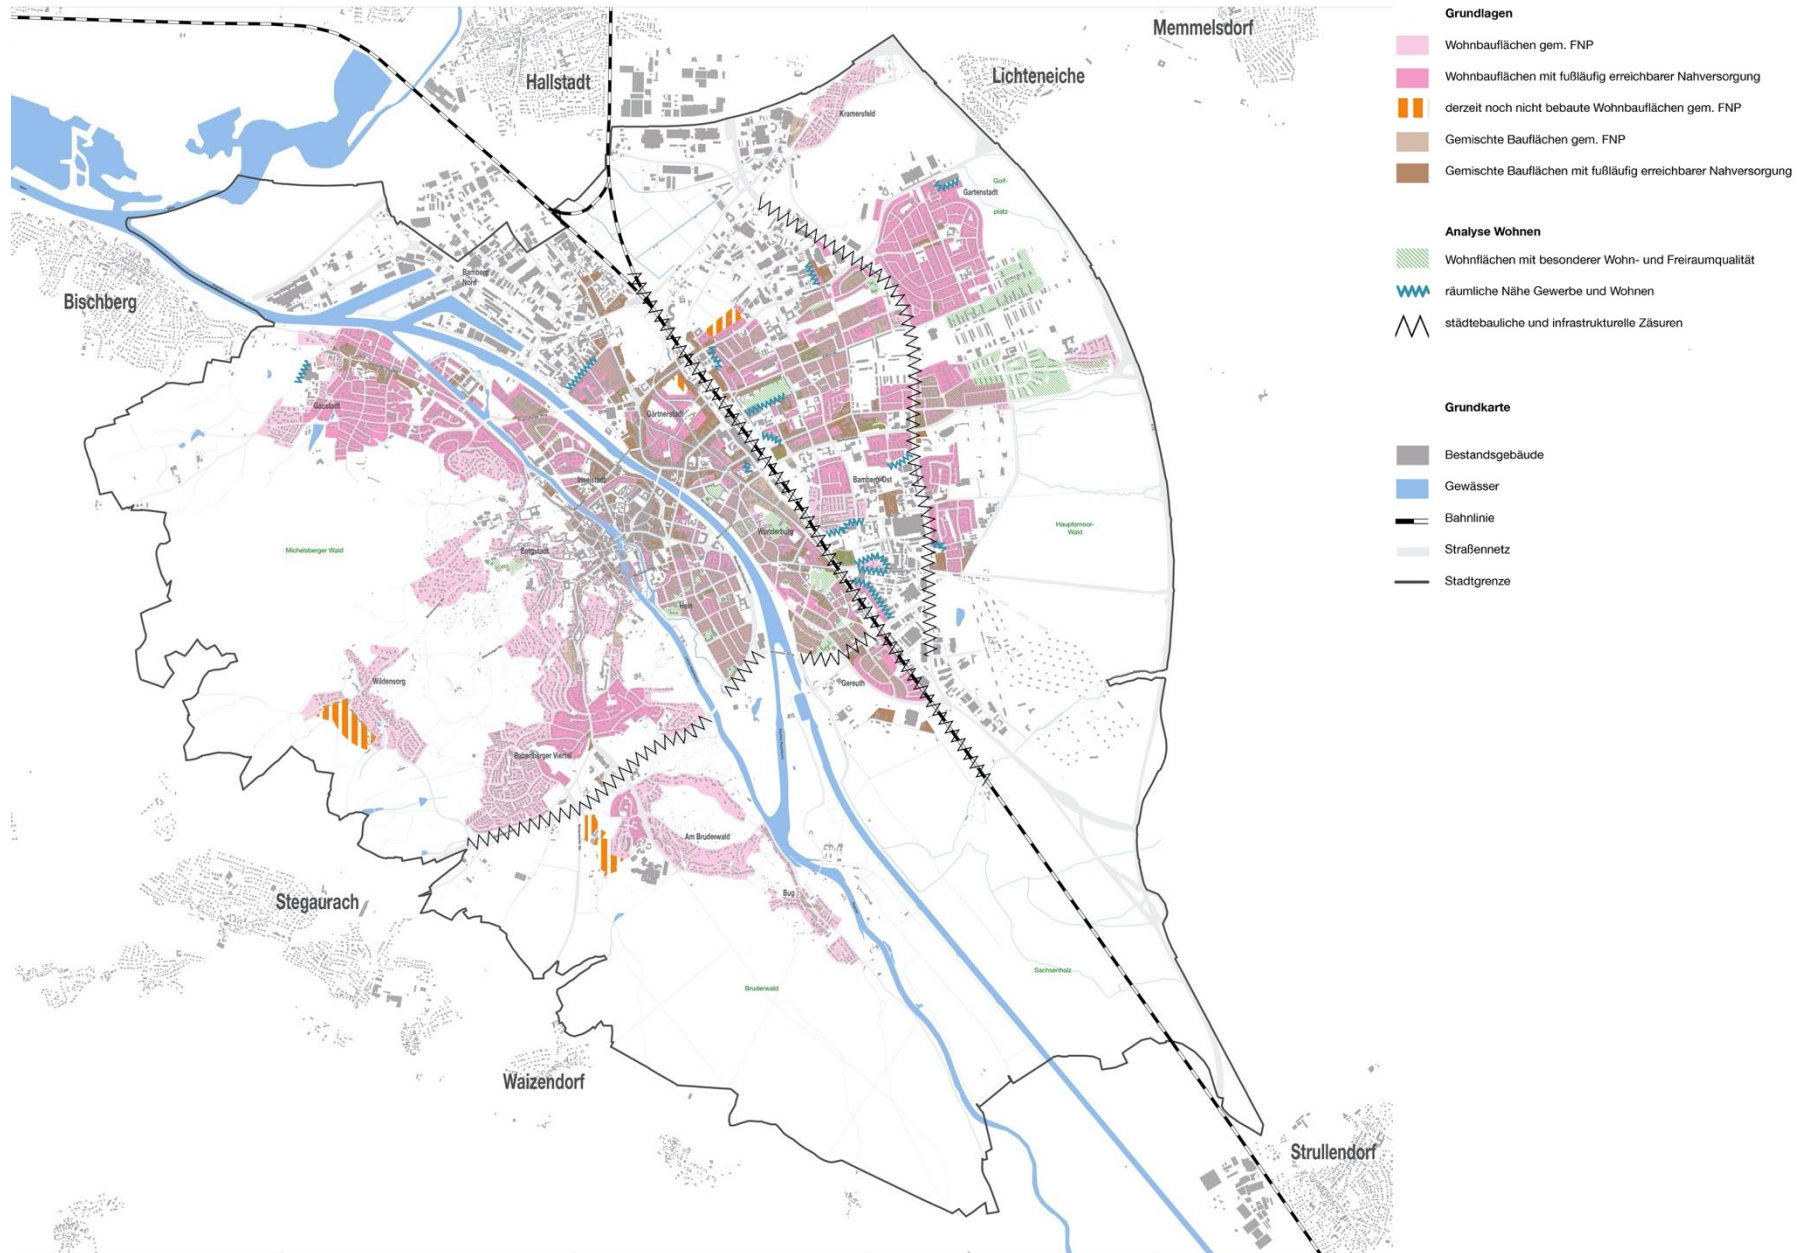 Memmelsdorf
Hallstadt
Lichteneiche
Kramersfeld
Golf-
platz
Gartenstadt
Bischberg
Bamberg
Nord
Gaustadt
Gärtnerstadt
Inselstadt
Bamberg-Ost
Wunderburg
Hauptsmoor-
Wald
Michelsberger Wald
Bergstadt
Hain
Wildensorg
Gereuth
Babenberger Viertel
Am Bruderwald
Bug
Stegaurach
Sachsenholz
Bruderwald
Waizendorf
Strullendorf
Grundlagen
Wohnbauflächen gem. FNP
Wohnbauflächen mit fußläufig erreichbarer Nahversorgung
derzeit noch nicht bebaute Wohnbauflächen gem. FNP
Gemischte Bauflächen gem. FNP
Gemischte Bauflächen mit fußläufig erreichbarer Nahversorgung
Analyse Wohnen
Wohnflächen mit besonderer Wohn- und Freiraumqualität
räumliche Nähe Gewerbe und Wohnen
städtebauliche und infrastrukturelle Zäsuren
Grundkarte
Bestandsgebäude
Gewässer
Bahnlinie
Straßennetz
Stadtgrenze